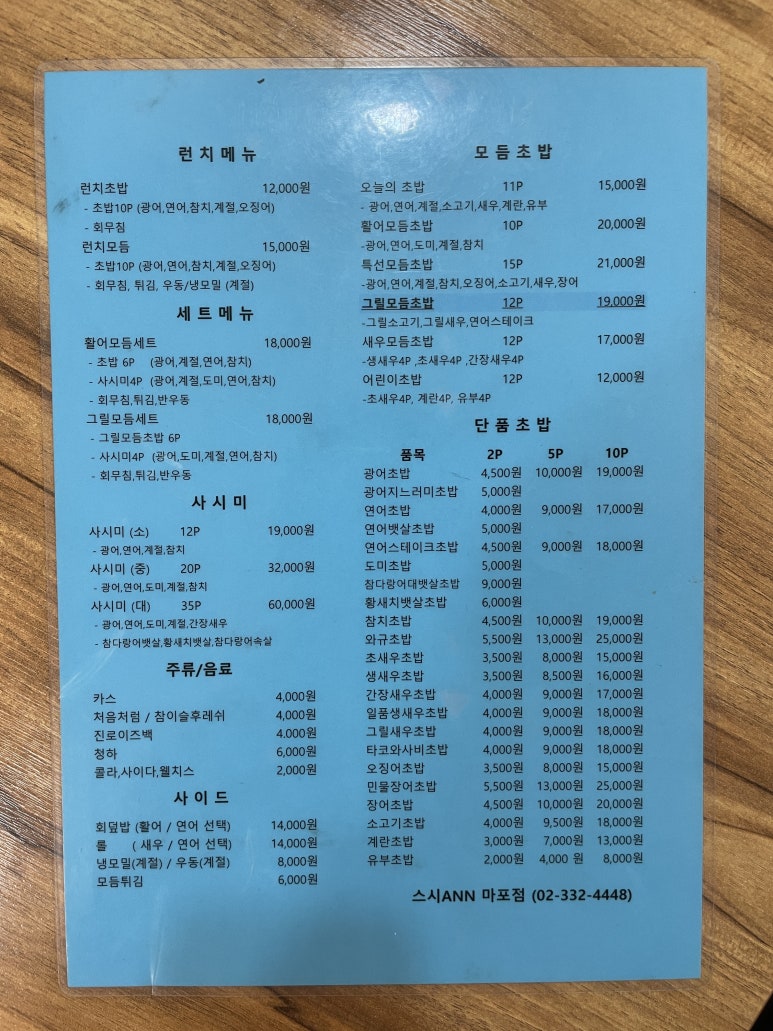 런치메뉴
런치초밥 12,000원
- 초밥10P (광어,연어,참치,계절,오징어)
- 회무침
런치모듬 15,000원
- 초밥10P (광어,연어,참치,계절,오징어)
- 회무침, 튀김, 우동/냉모밀 (계절)
세트메뉴
활어모듬세트 18,000원
- 초밥 6P (광어,계절,연어,참치)
- 사시미4P (광어,계절,도미,연어,참치)
- 회무침,튀김,반우동
그릴모듬세트 18,000원
- 그릴모듬초밥 6P
- 사시미4P (광어,도미,계절,연어,참치)
- 회무침,튀김,반우동
사시미
사시미 (소) 12P 19,000원
- 광어,연어,계절,참치
사시미 (중) 20P 32,000원
- 광어,연어,도미,계절,참치
사시미 (대) 35P 60,000원
- 광어,연어,도미,계절,간장새우
- 참다랑어뱃살,황새치뱃살,참다랑어속살
주류/음료
카스 4,000원
처음처럼 / 참이슬후레쉬 4,000원
진로이즈백 4.000원
청하 6,000원
콜라,사이다,웰치스 2,000원
사이드
회덮밥 (활어 / 연어 선택) 14,000원
롤 ( 새우 / 연어 선택) 14,000원
냉모밀(계절) / 우동(계절) 8,000원
모듬튀김 6,000원
모듬초밥
오늘의 초밥 11P 15,000원
- 광어,연어,계절,소고기,새우,계란,유부
활어모듬초밥 10P 20,000원
-광어,연어,도미,계절,참치
특선모듬초밥 15P 21,000원
-광어,연어,계절,참치,오징어,소고기,새우,장어
그릴모듬초밥 12P 19,000원
-그릴소고기,그릴새우,연어스테이크
새우모듬초밥 12P 17,000원
-생새우4P ,초새우4P ,간장새우4P
어린이초밥 12P 12,000원
-초새우4P, 계란4P, 유부4P
단품초밥
품목 2P 5P 10P
광어초밥 4,500원 10,000원 19,000원
광어지느러미초밥 5,000원
연어초밥 4,000원 9,000원 17,000원
연어뱃살초밥 5,000원
연어스테이크초밥 4,500원 9,000원 18,000원
도미초밥 5,000원
참다랑어대뱃살초밥 9,000원
황새치뱃살초밥 6,000원
참치초밥 4,500원 10,000원 19,000원
와규초밥 5,500원 13,000원 25,000원
초새우초밥 3,500원 8,000원 15,000원
생새우초밥 3,500원 8,500원 16,000원
간장새우초밥 4,000원 9,000원 17,000원
일품생새우초밥 4,000원 9,000원 18,000원
그릴새우초밥 4,000원 9,000원 18,000원
타코와사비초밥 4,000원 9,000원 18,000원
오징어초밥 3,500원 8,000원 15,000원
민물장어초밥 5,500원 13,000원 25,000원
장어초밥 4,500원 10,000원 20,000원
소고기초밥 4,000원 9,500원 18,000원
계란초밥 3,000원 7,000원 13,000원
유부초밥 2,000원 4,000 원 8,000원
스시ANN 마포점 (02-332-4448)